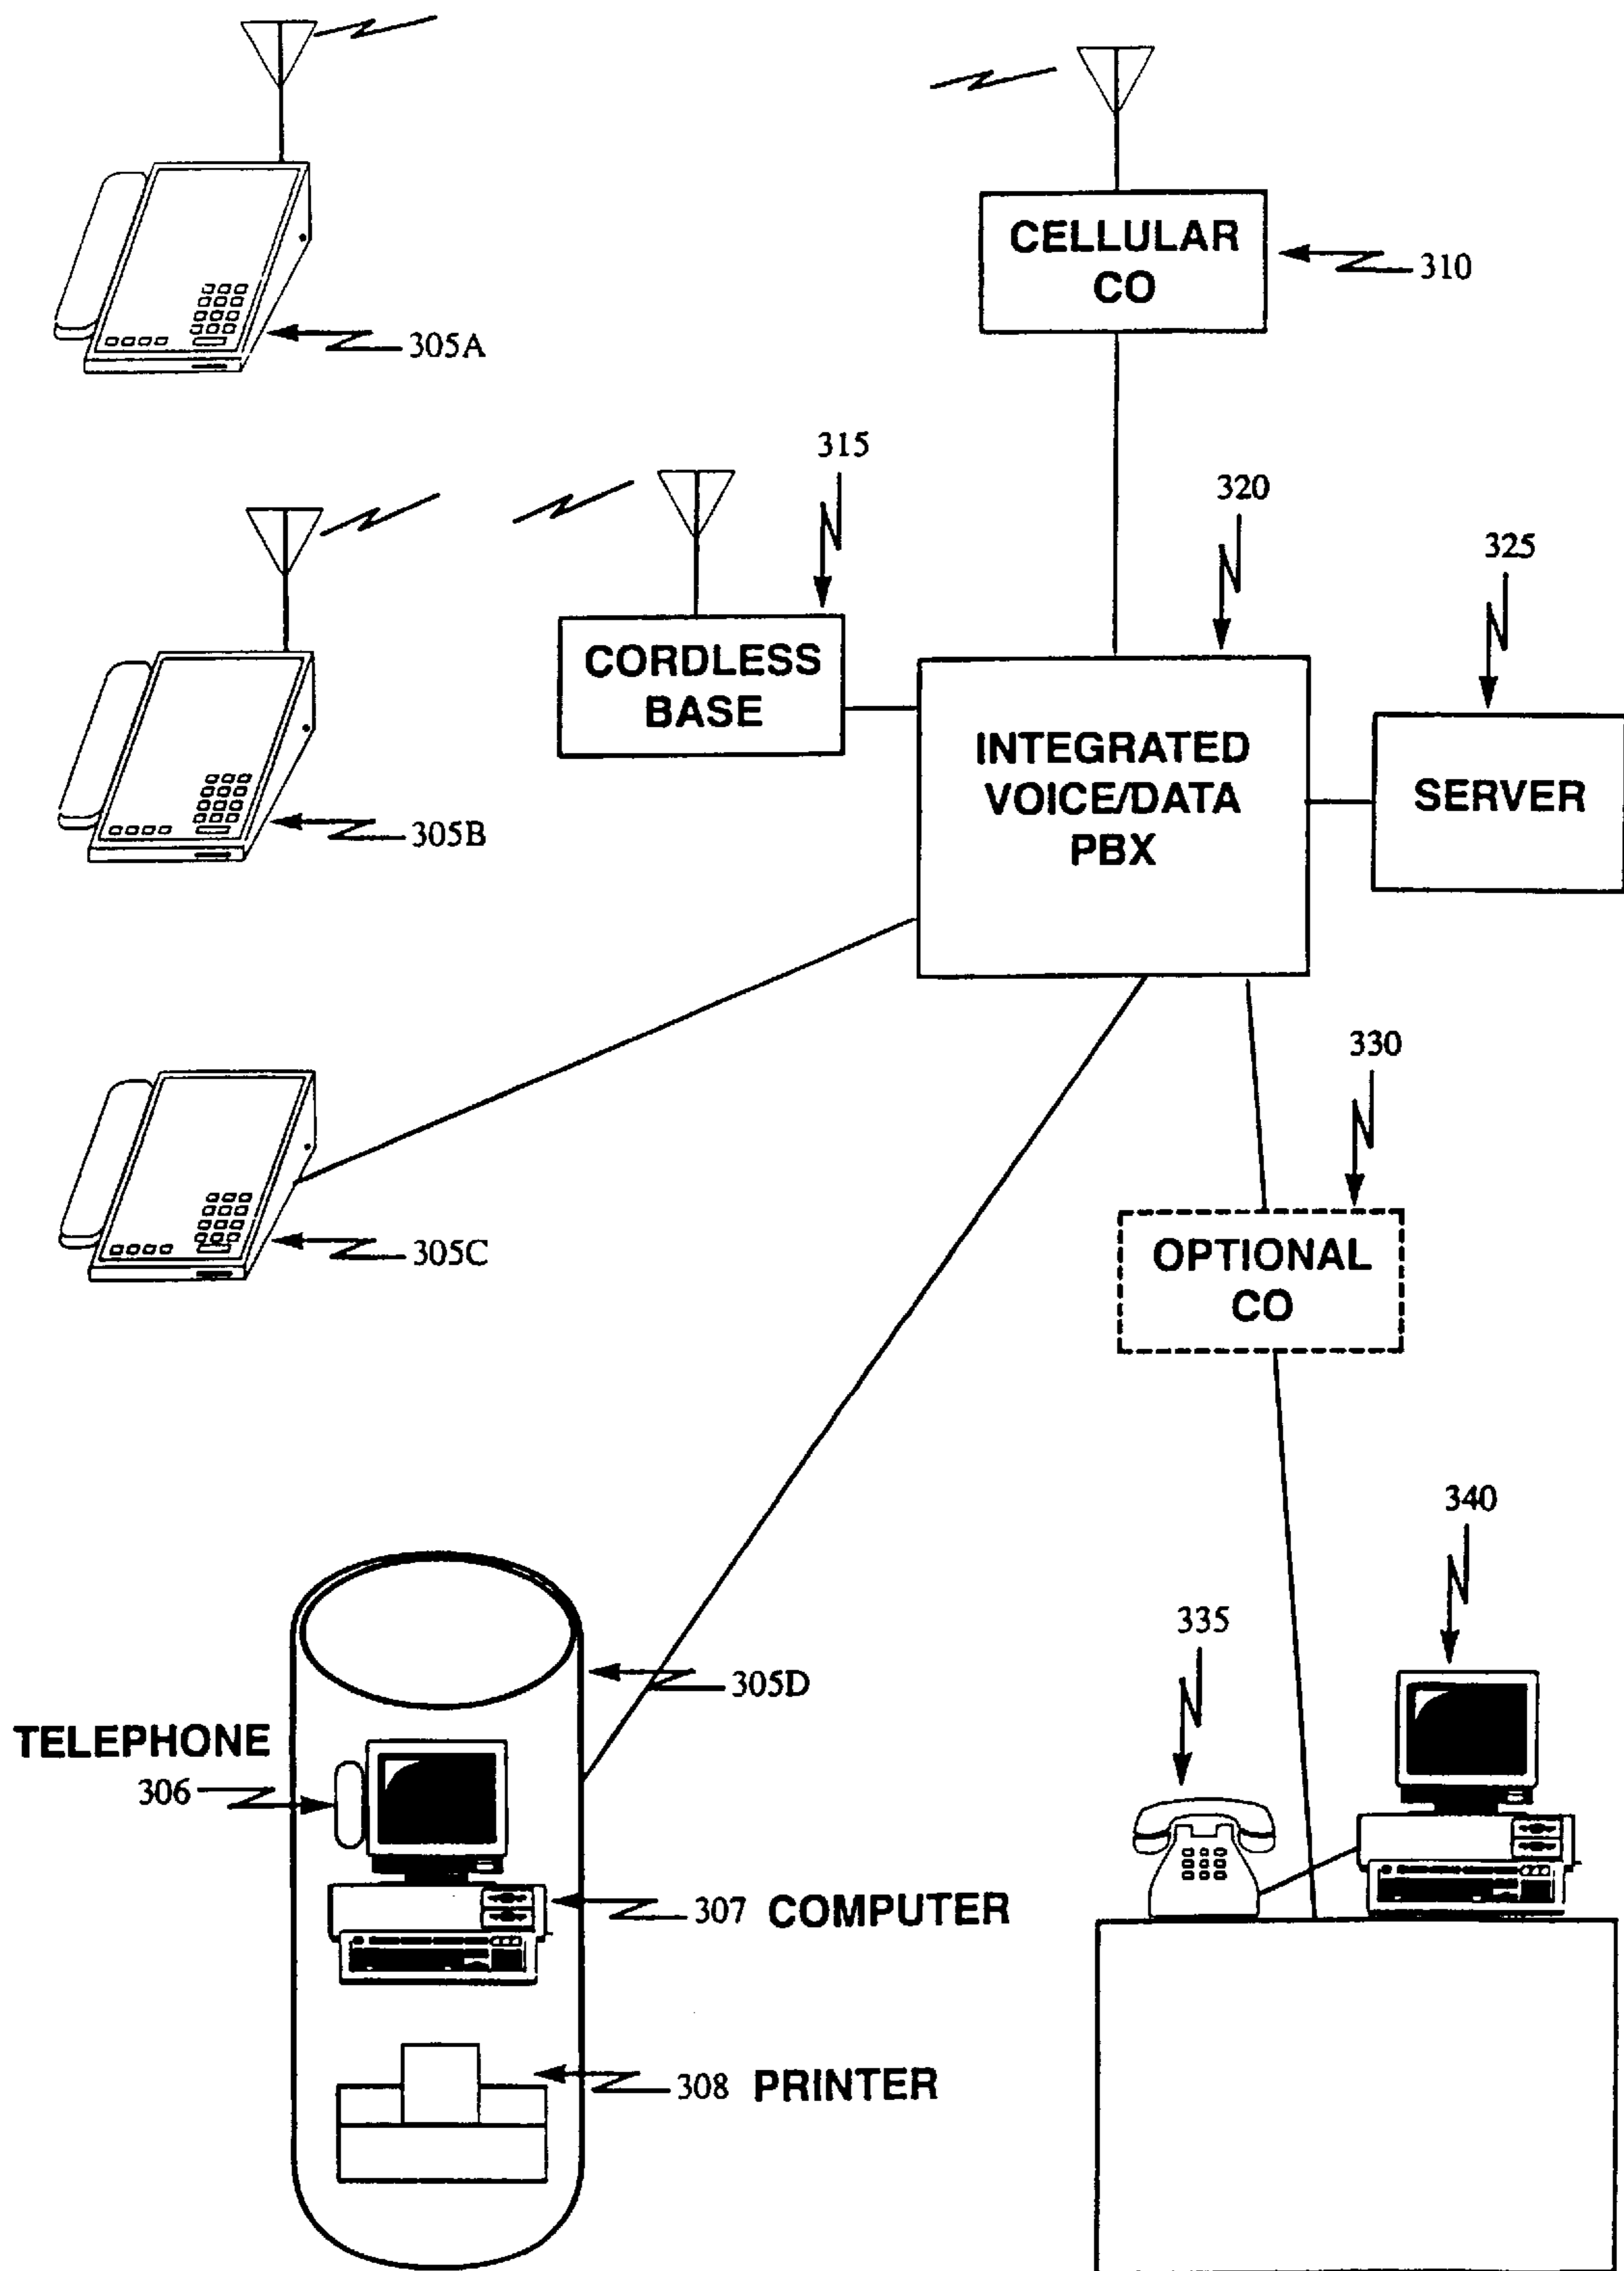 CELLULAR
CO
310
305A
315
320
325
CORDLESS
BASE
INTEGRATED
VOICE/DATA
PBX
SERVER
305B
330
305C
OPTIONAL
CO
340
335
305D
TELEPHONE
306
307 COMPUTER
308 PRINTER